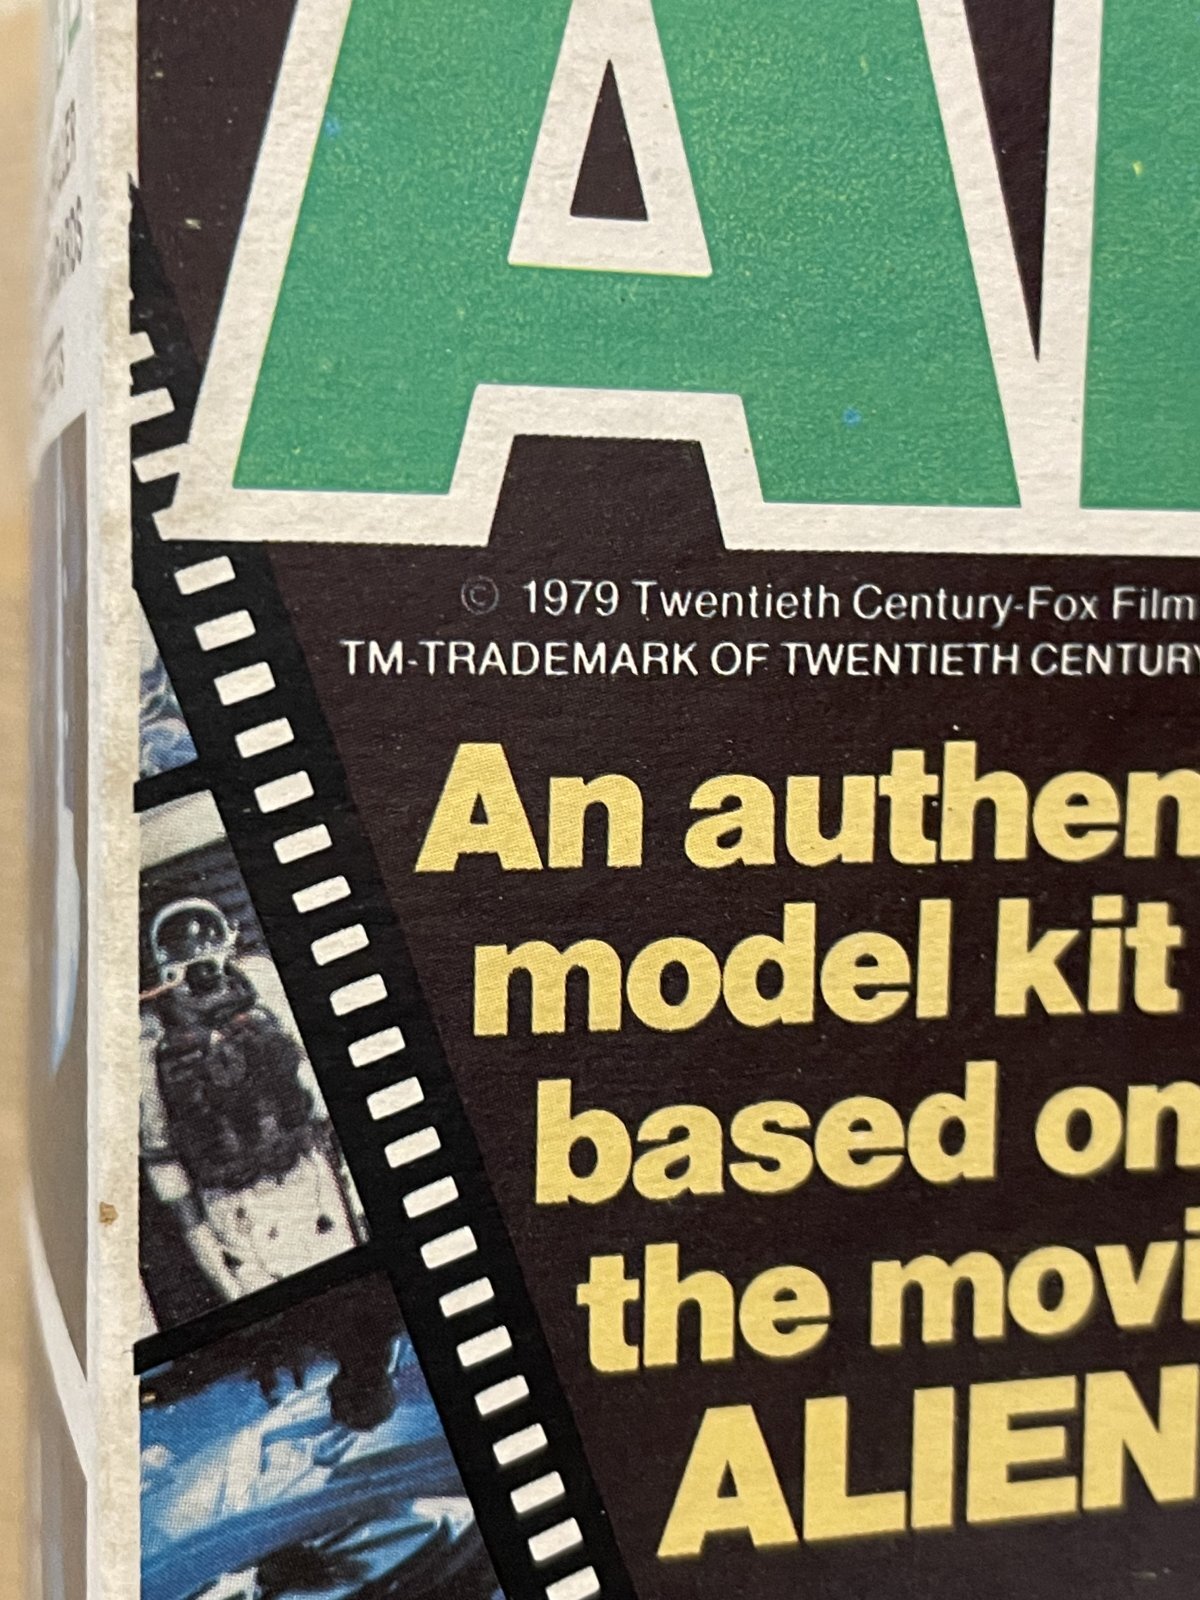 A
© 1979 Twentieth Century-Fox Film
TM-TRADEMARK OF TWENTIETH CENTURY
An authen
model kit
based on
the movi
ALIEN